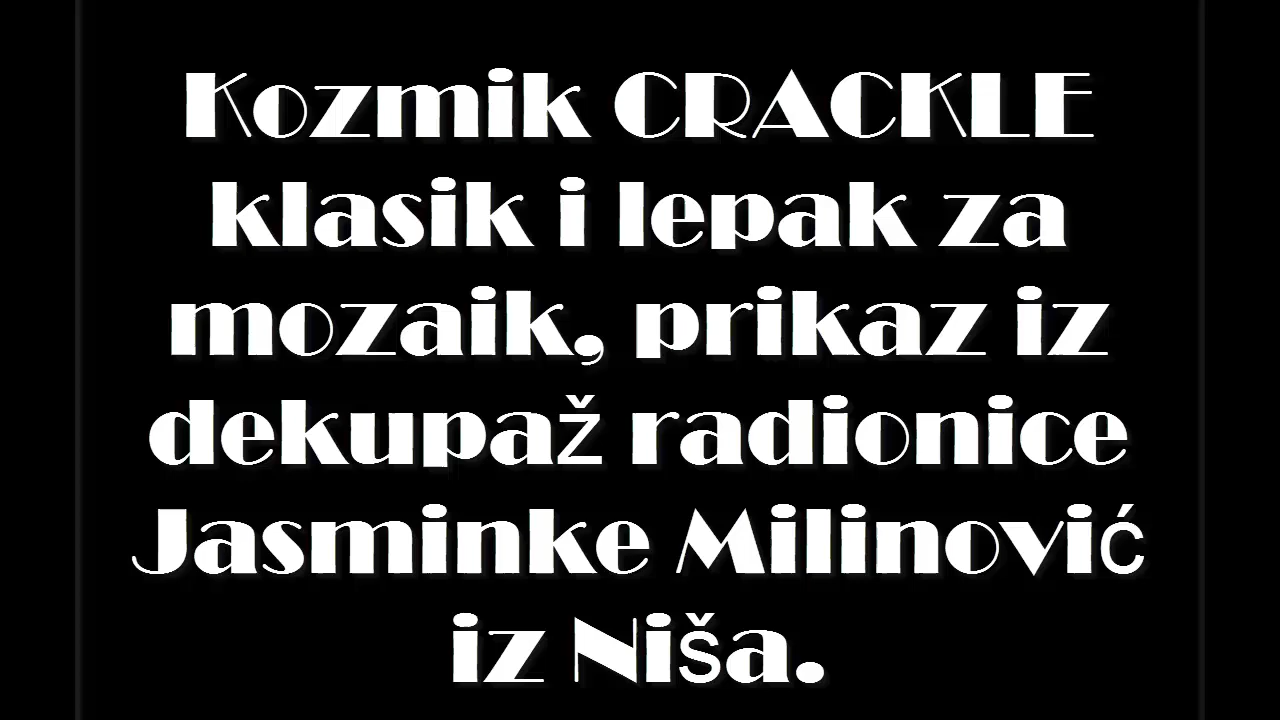 Kozmik CRACKLE
klasik i lepak za
mozaik, prikaz iz
dekupaž radionice
Jasminke Milinović
iz Niša.